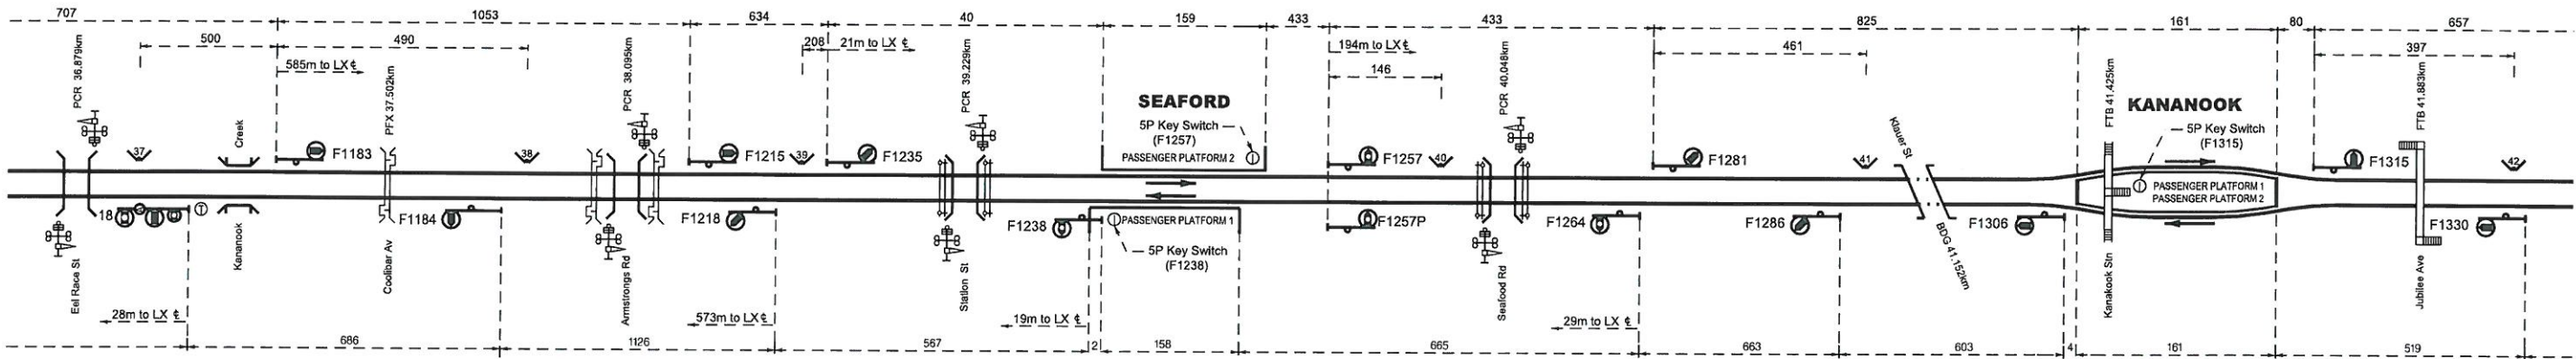 707
1053
634
40
159
433
433
825
161
80
657
500
490
208
21m to LX ℄
194m to LX ℄
461
397
585m to LX ℄
146
PCR 36.879km
PFX 37.502km
PCR 38.095km
PCR 39.229km
PCR 40.048km
FTB 41.425km
FTB 41.883km
SEAFORD
KANANOOK
5P Key Switch
(F1257)
5P Key Switch
(F1315)
Creek
Klauer St
37
F1183
38
F1215
39
F1235
PASSENGER PLATFORM 2
F1257
40
F1281
41
F1315
42
PASSENGER PLATFORM 1
PASSENGER PLATFORM 2
18
T
F1184
F1218
F1238
PASSENGER PLATFORM 1
F1257P
F1264
F1286
F1306
F1330
5P Key Switch
(F1238)
Eel Race St
Kananook
Coolibar Av
Armstrongs Rd
Station St
Seafood Rd
BDG 41.152km
Kanakook Stn
Jubilee Ave
28m to LX ℄
573m to LX ℄
19m to LX ℄
29m to LX ℄
686
1126
567
2
158
665
663
603
4
161
519